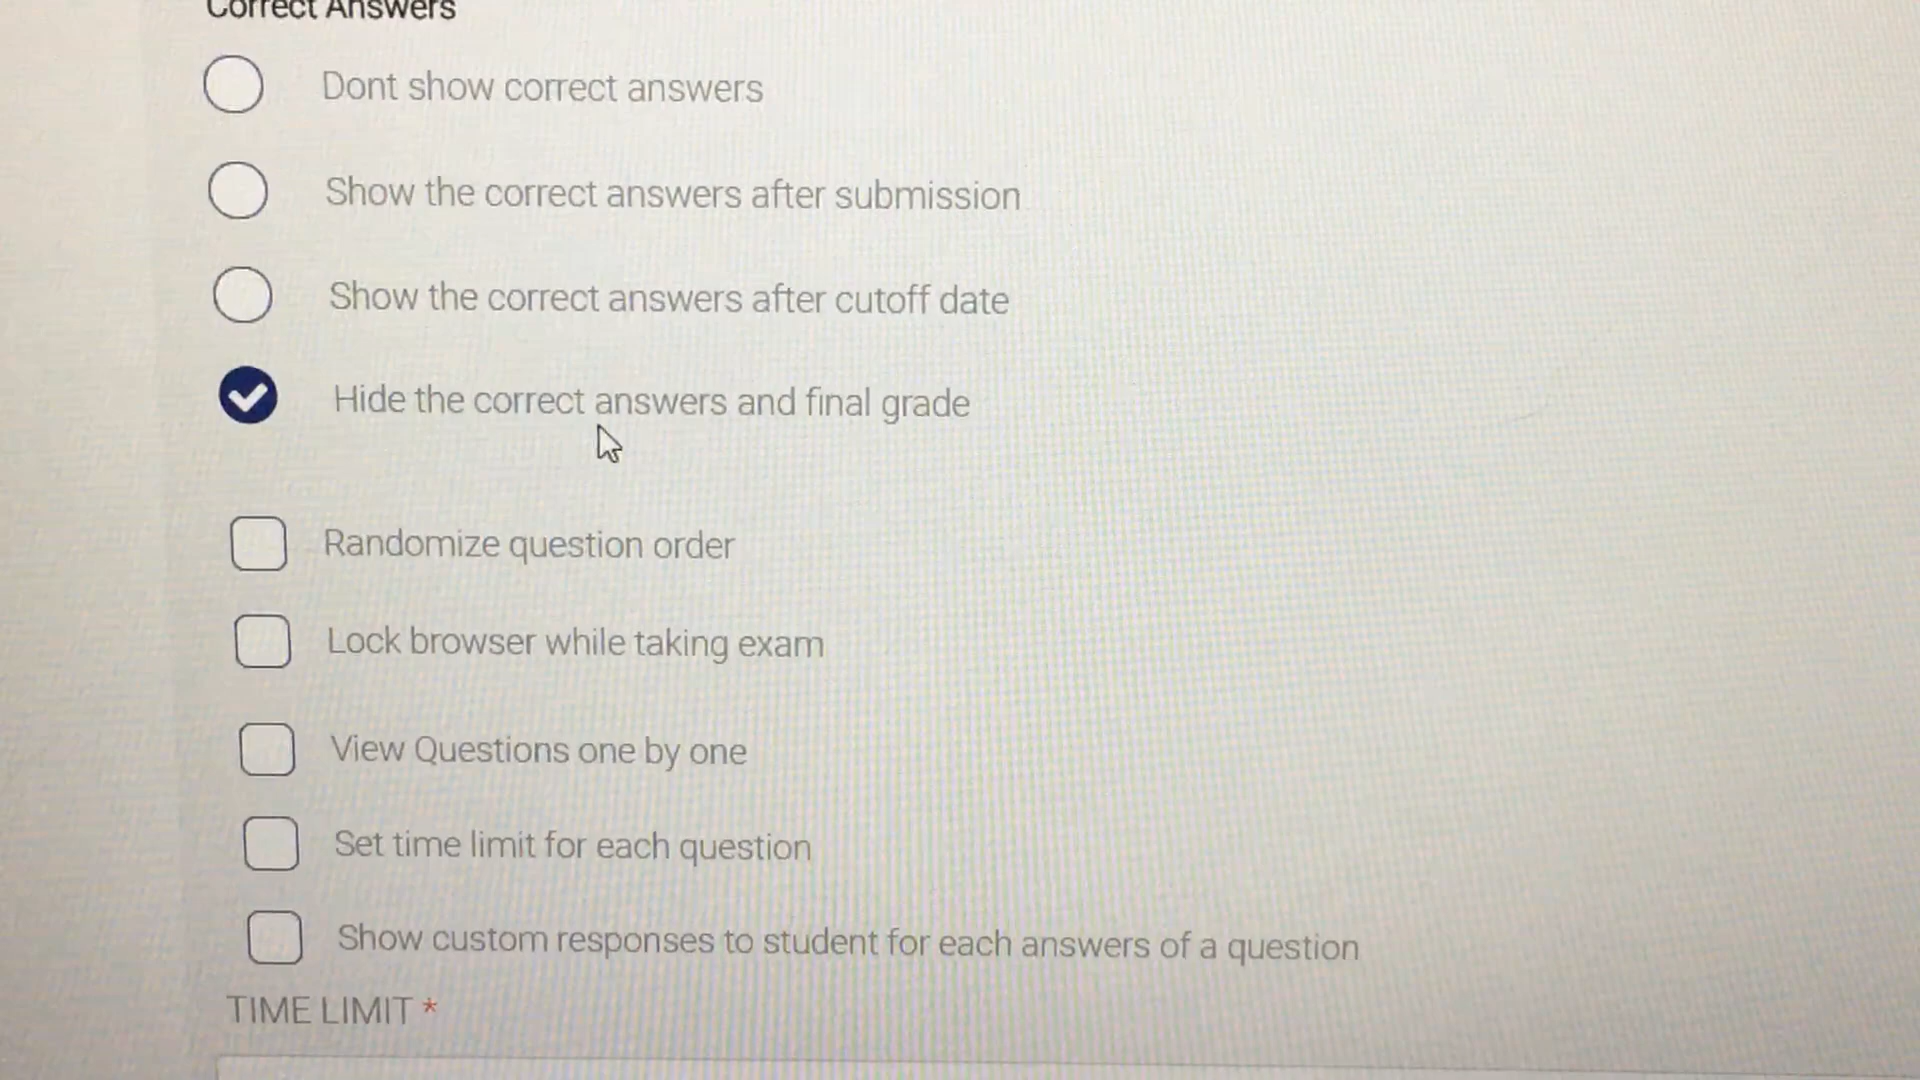 Correct Answers
Dont show correct answers
Show the correct answers after submission
Show the correct answers after cutoff date
Hide the correct answers and final grade
Randomize question order
Lock browser while taking exam
View Questions one by one
Set time limit for each question
Show custom responses to student for each answers of a question
TIME LIMIT *